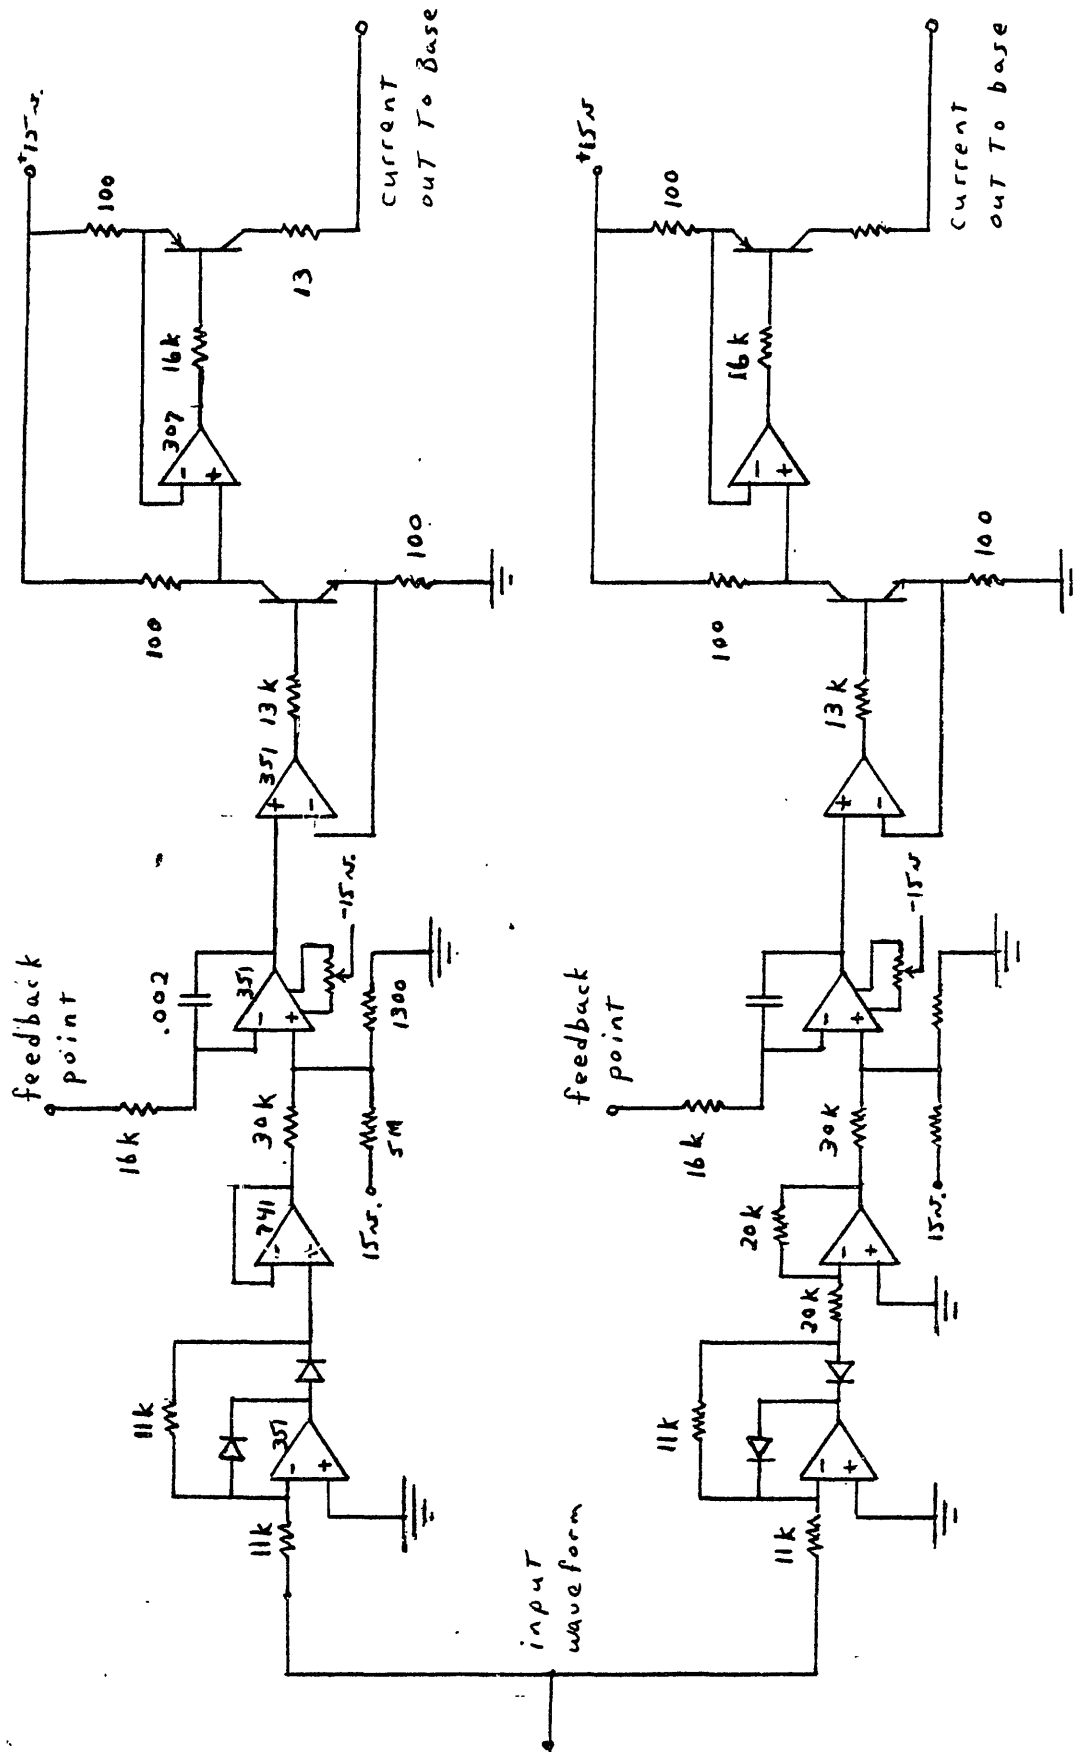 +15v.
100
13
current
out To Base
16k
307
100
100
13k
351
feedback
point
.002
351
-15v.
1300
16k
30k
5M
15v.
741
11k
351
11k
input
waveform
+15v
100
current
out To base
16k
100
100
13k
feedback
point
-15v
16k
30k
15v.
20k
20k
11k
11k